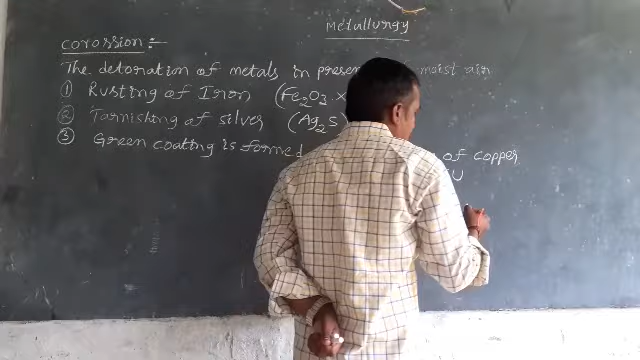 Metallurgy
corossion:-
The detoration of metals in presen moist air
① Rusting of Iron (Fe2O3.x
② Tarnishing of silver (Ag2S
③ Green coating is formed of copper